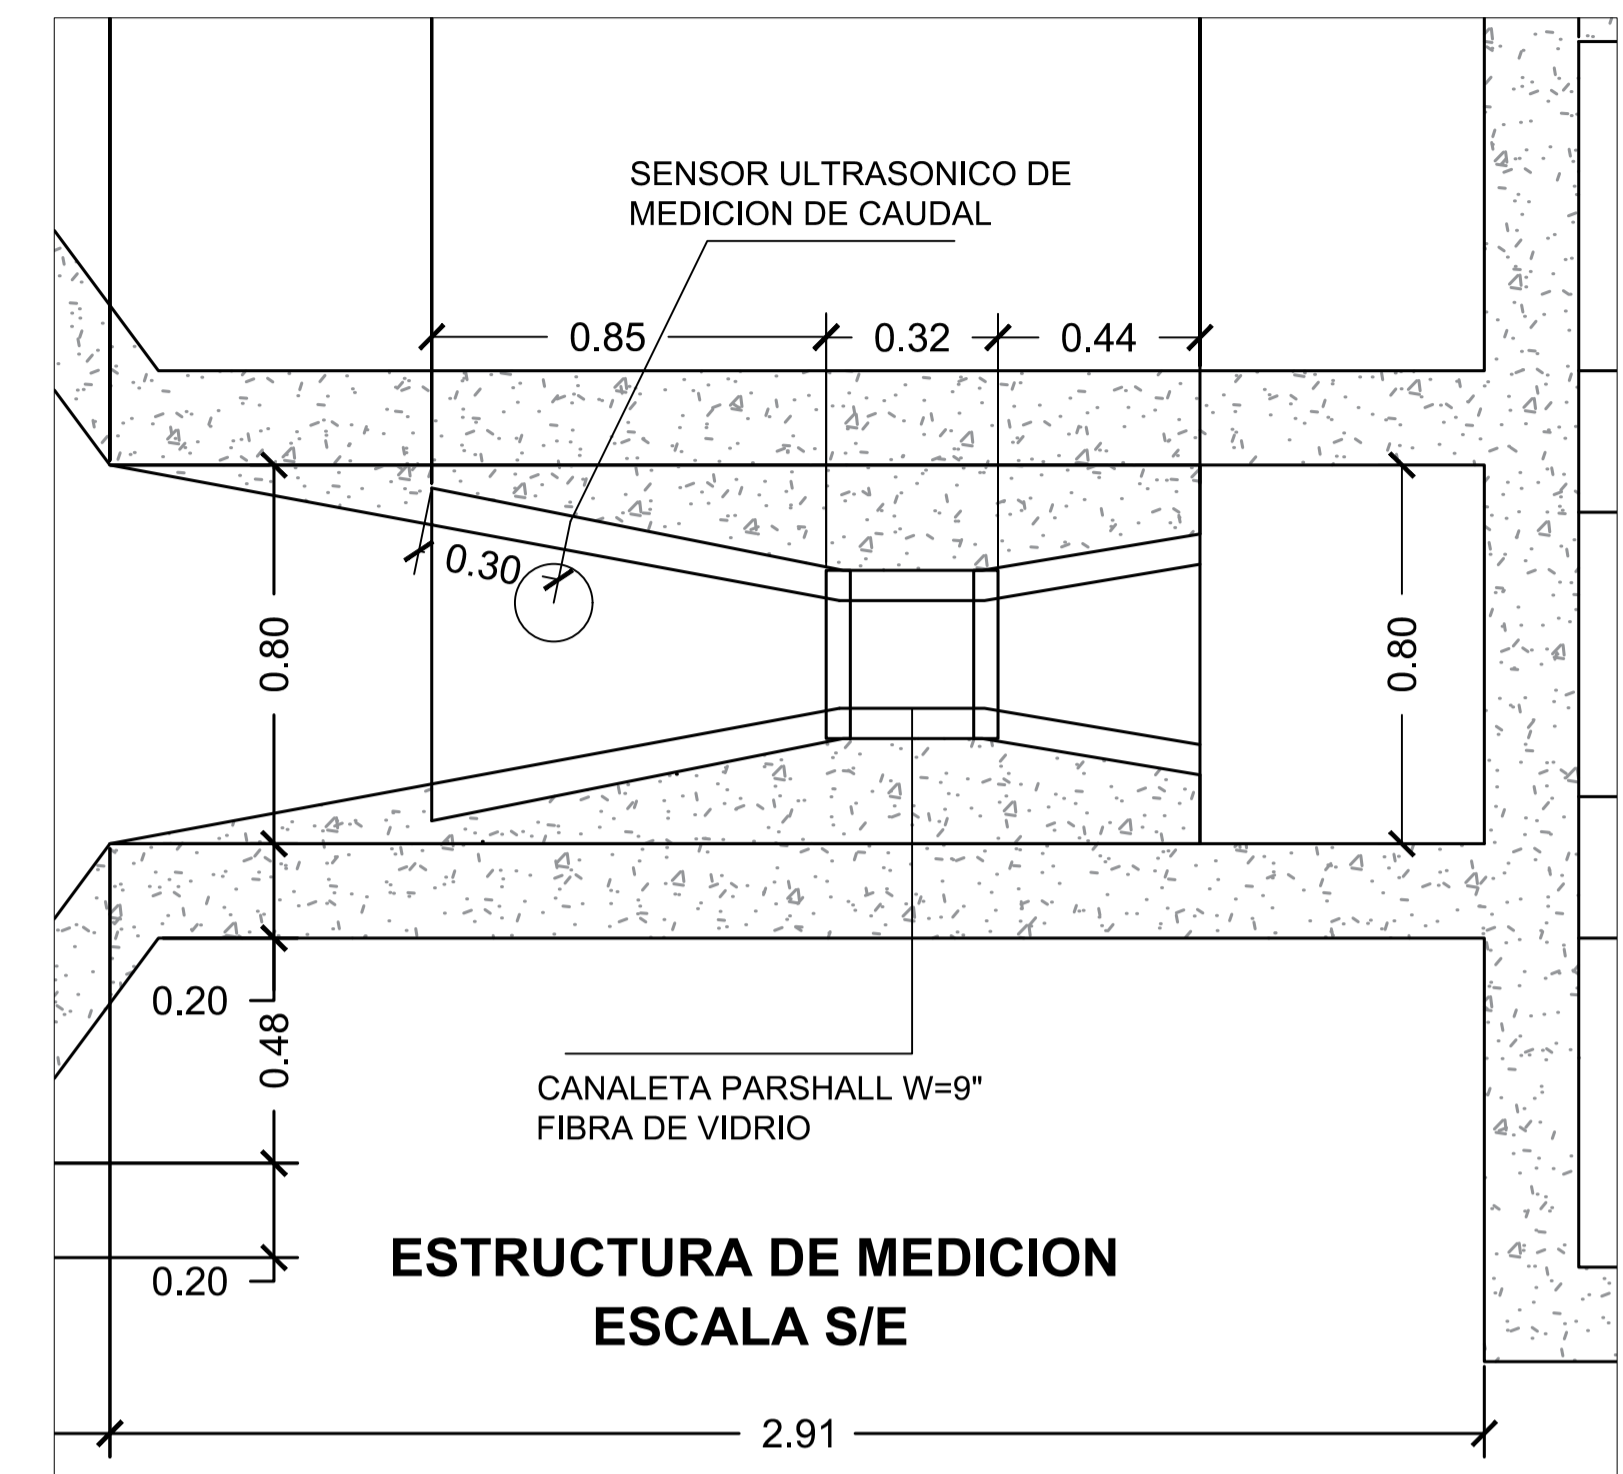 SENSOR ULTRASONICO DE
MEDICION DE CAUDAL
0.85
0.32
0.44
0.30
0.80
0.80
0.20
0.48
CANALETA PARSHALL W=9"
FIBRA DE VIDRIO
0.20
ESTRUCTURA DE MEDICION
ESCALA S/E
2.91